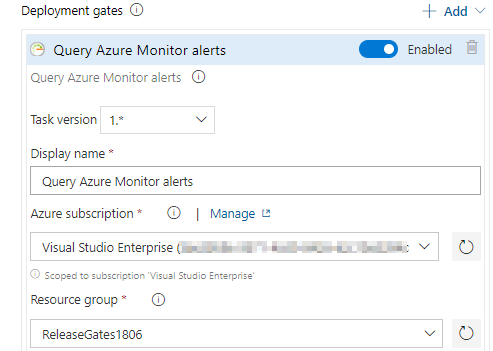 Deployment gates
Add
Query Azure Monitor alerts
Enabled
Query Azure Monitor alerts
Task version 1.*
Display name *
Query Azure Monitor alerts
Azure subscription * | Manage
Visual Studio Enterprise (
Scoped to subscription 'Visual Studio Enterprise'
Resource group *
ReleaseGates1806